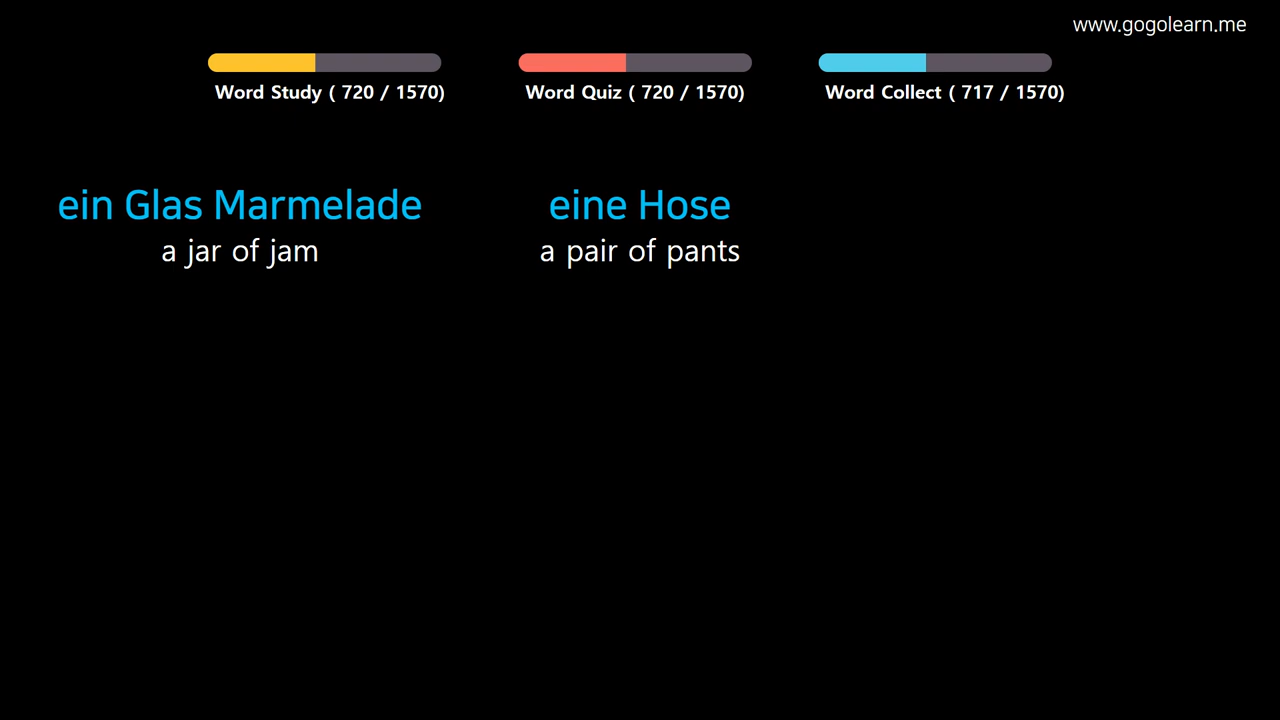 www.gogolearn.me
Word Study ( 720 / 1570)
Word Quiz ( 720 / 1570)
Word Collect ( 717 / 1570)
ein Glas Marmelade
a jar of jam
eine Hose
a pair of pants